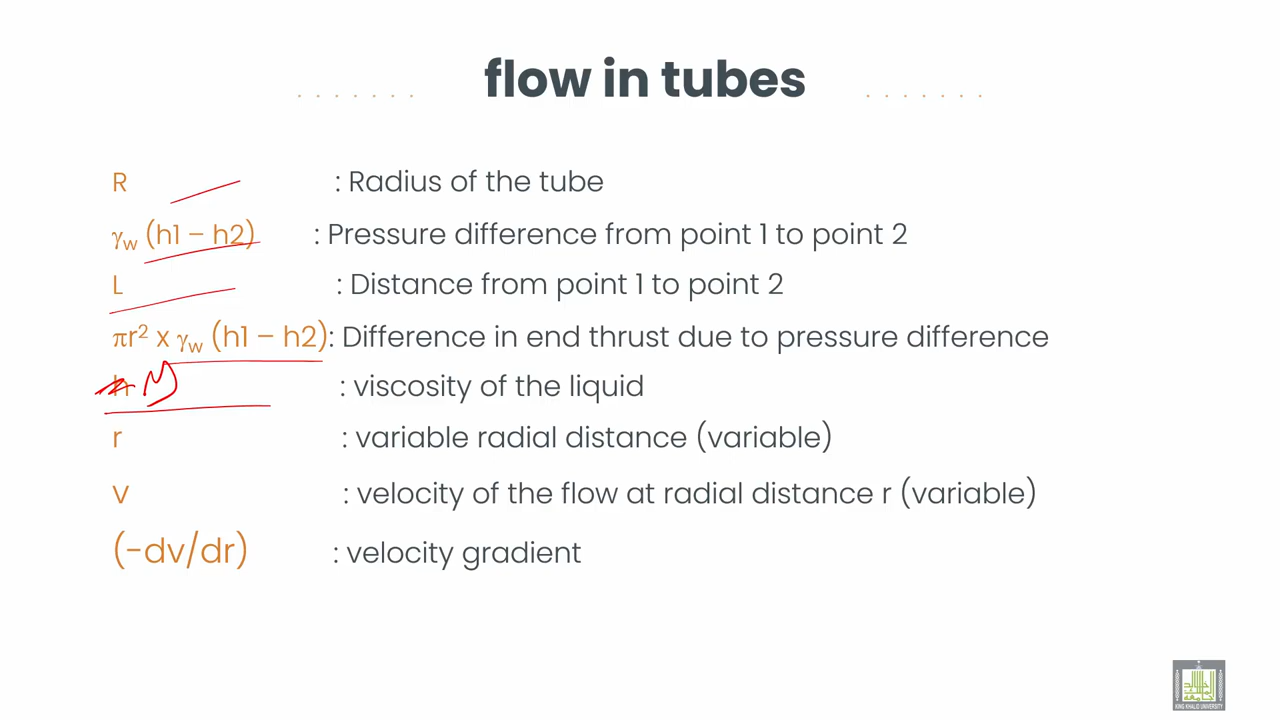 flow in tubes
R : Radius of the tube
γw (h1 – h2) : Pressure difference from point 1 to point 2
L : Distance from point 1 to point 2
πr² x γw (h1 – h2): Difference in end thrust due to pressure difference
h : viscosity of the liquid
r : variable radial distance (variable)
v : velocity of the flow at radial distance r (variable)
(-dv/dr) : velocity gradient
KING KHALID UNIVERSITY